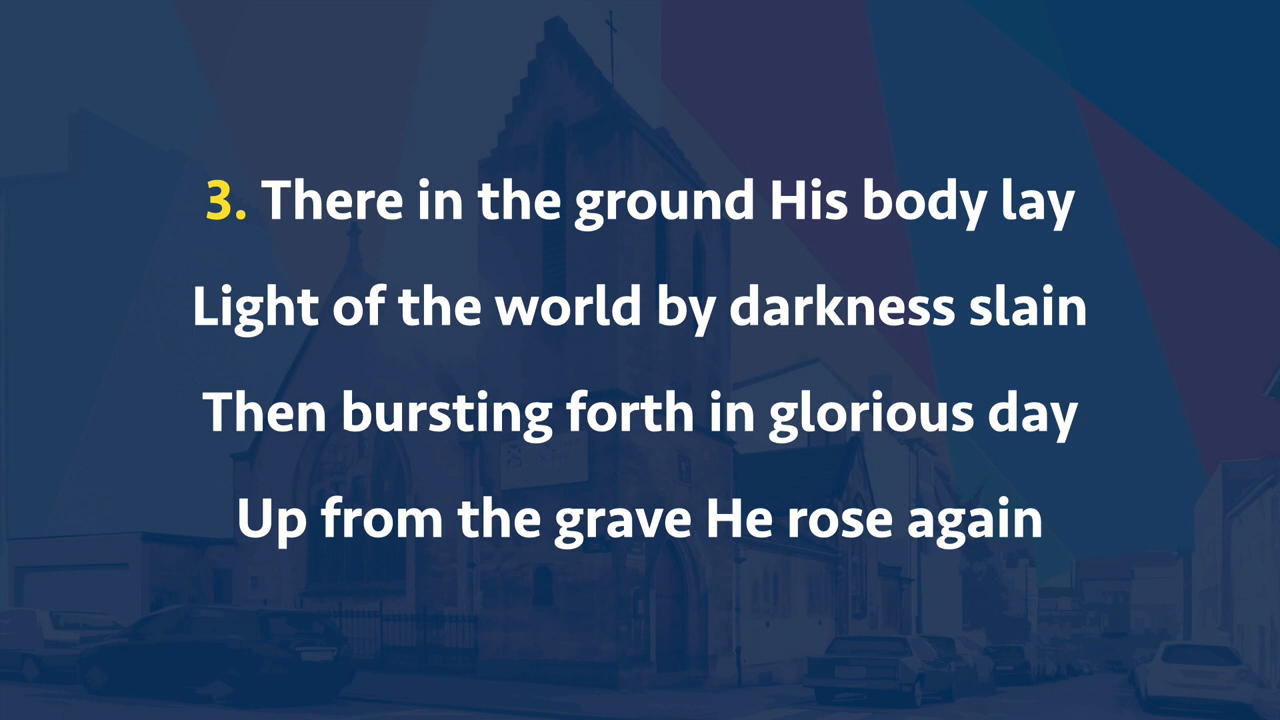 3. There in the ground His body lay
Light of the world by darkness slain
Then bursting forth in glorious day
Up from the grave He rose again